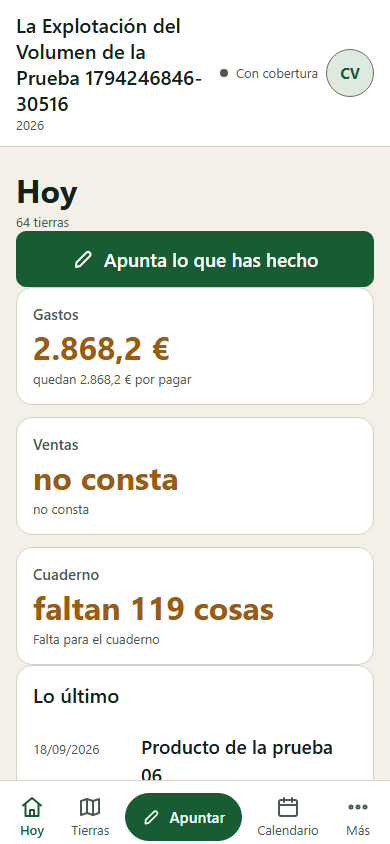 La Explotación del
Volumen de la
Prueba 1794246846-
30516
2026
Con cobertura
CV
Hoy
64 tierras
Apunta lo que has hecho
Gastos
2.868,2 €
quedan 2.868,2 € por pagar
Ventas
no consta
no consta
Cuaderno
faltan 119 cosas
Falta para el cuaderno
Lo último
18/09/2026
Producto de la prueba
06
Hoy
Tierras
Apuntar
Calendario
Más